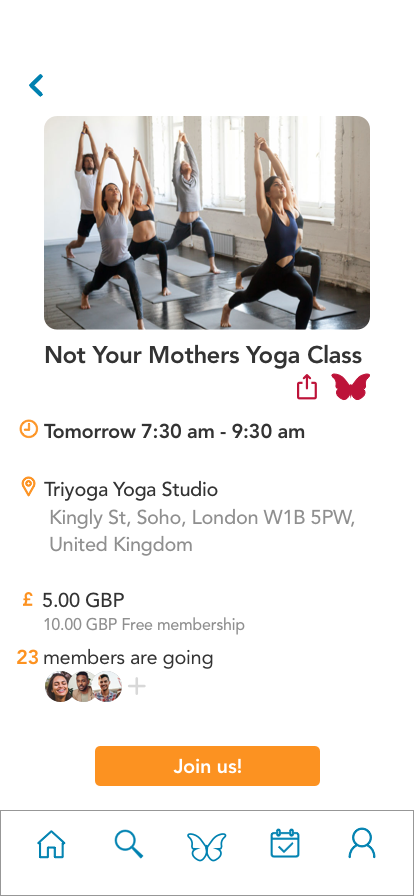 Not Your Mothers Yoga Class
Tomorrow 7:30 am - 9:30 am
Triyoga Yoga Studio
Kingly St, Soho, London W1B 5PW,
United Kingdom
£ 5.00 GBP
10.00 GBP Free membership
23 members are going
Join us!